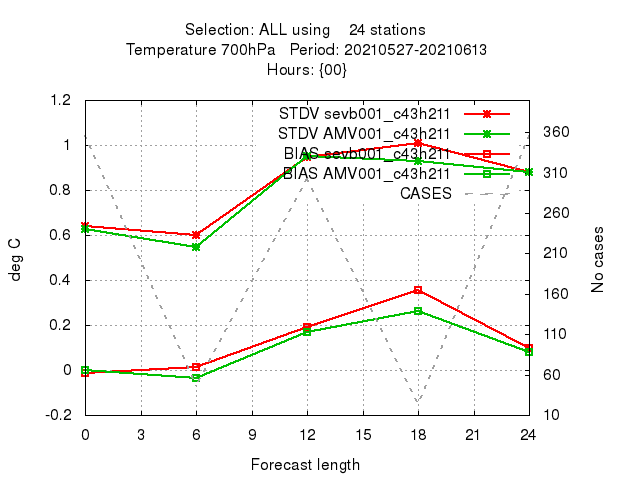 Selection: ALL using 24 stations
Temperature 700hPa Period: 20210527-20210613
Hours: {00}
STDV sevb001_c43h211
STDV AMV001_c43h211
BIAS sevb001_c43h211
BIAS AMV001_c43h211
CASES
deg C
1.2
1
0.8
0.6
0.4
0.2
0
-0.2
No cases
360
310
260
210
160
110
60
10
0 3 6 9 12 15 18 21 24
Forecast length